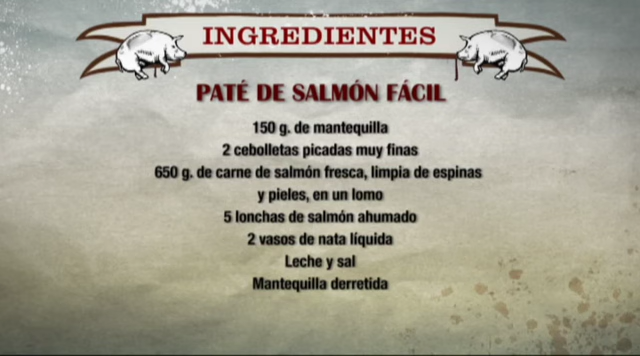 INGREDIENTES
PATÉ DE SALMÓN FÁCIL
150 g. de mantequilla
2 cebolletas picadas muy finas
650 g. de carne de salmón fresca, limpia de espinas
y pieles, en un lomo
5 lonchas de salmón ahumado
2 vasos de nata líquida
Leche y sal
Mantequilla derretida